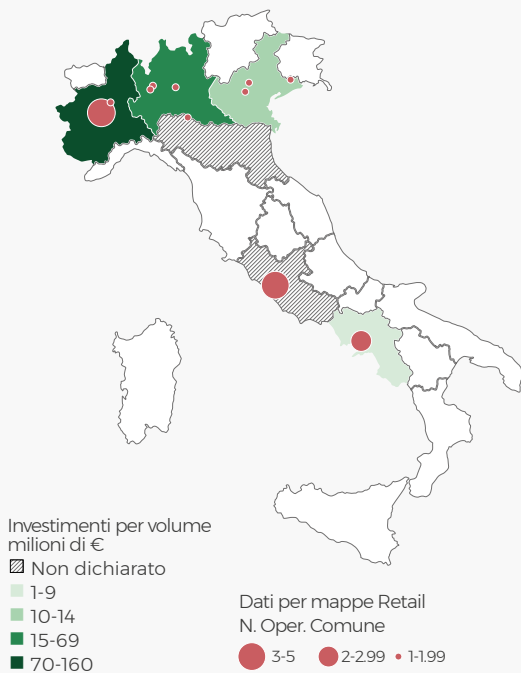 Investimenti per volume
milioni di €
Non dichiarato
1-9
10-14
15-69
70-160
Dati per mappe Retail
N. Oper. Comune
3-5 2-2.99 1-1.99